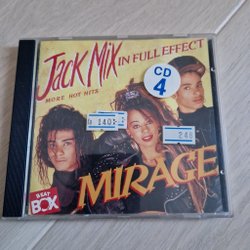 JACK MIX IN FULL EFFECT
MORE HOT HITS
CD
4
MIRAGE
BEAT
BOX